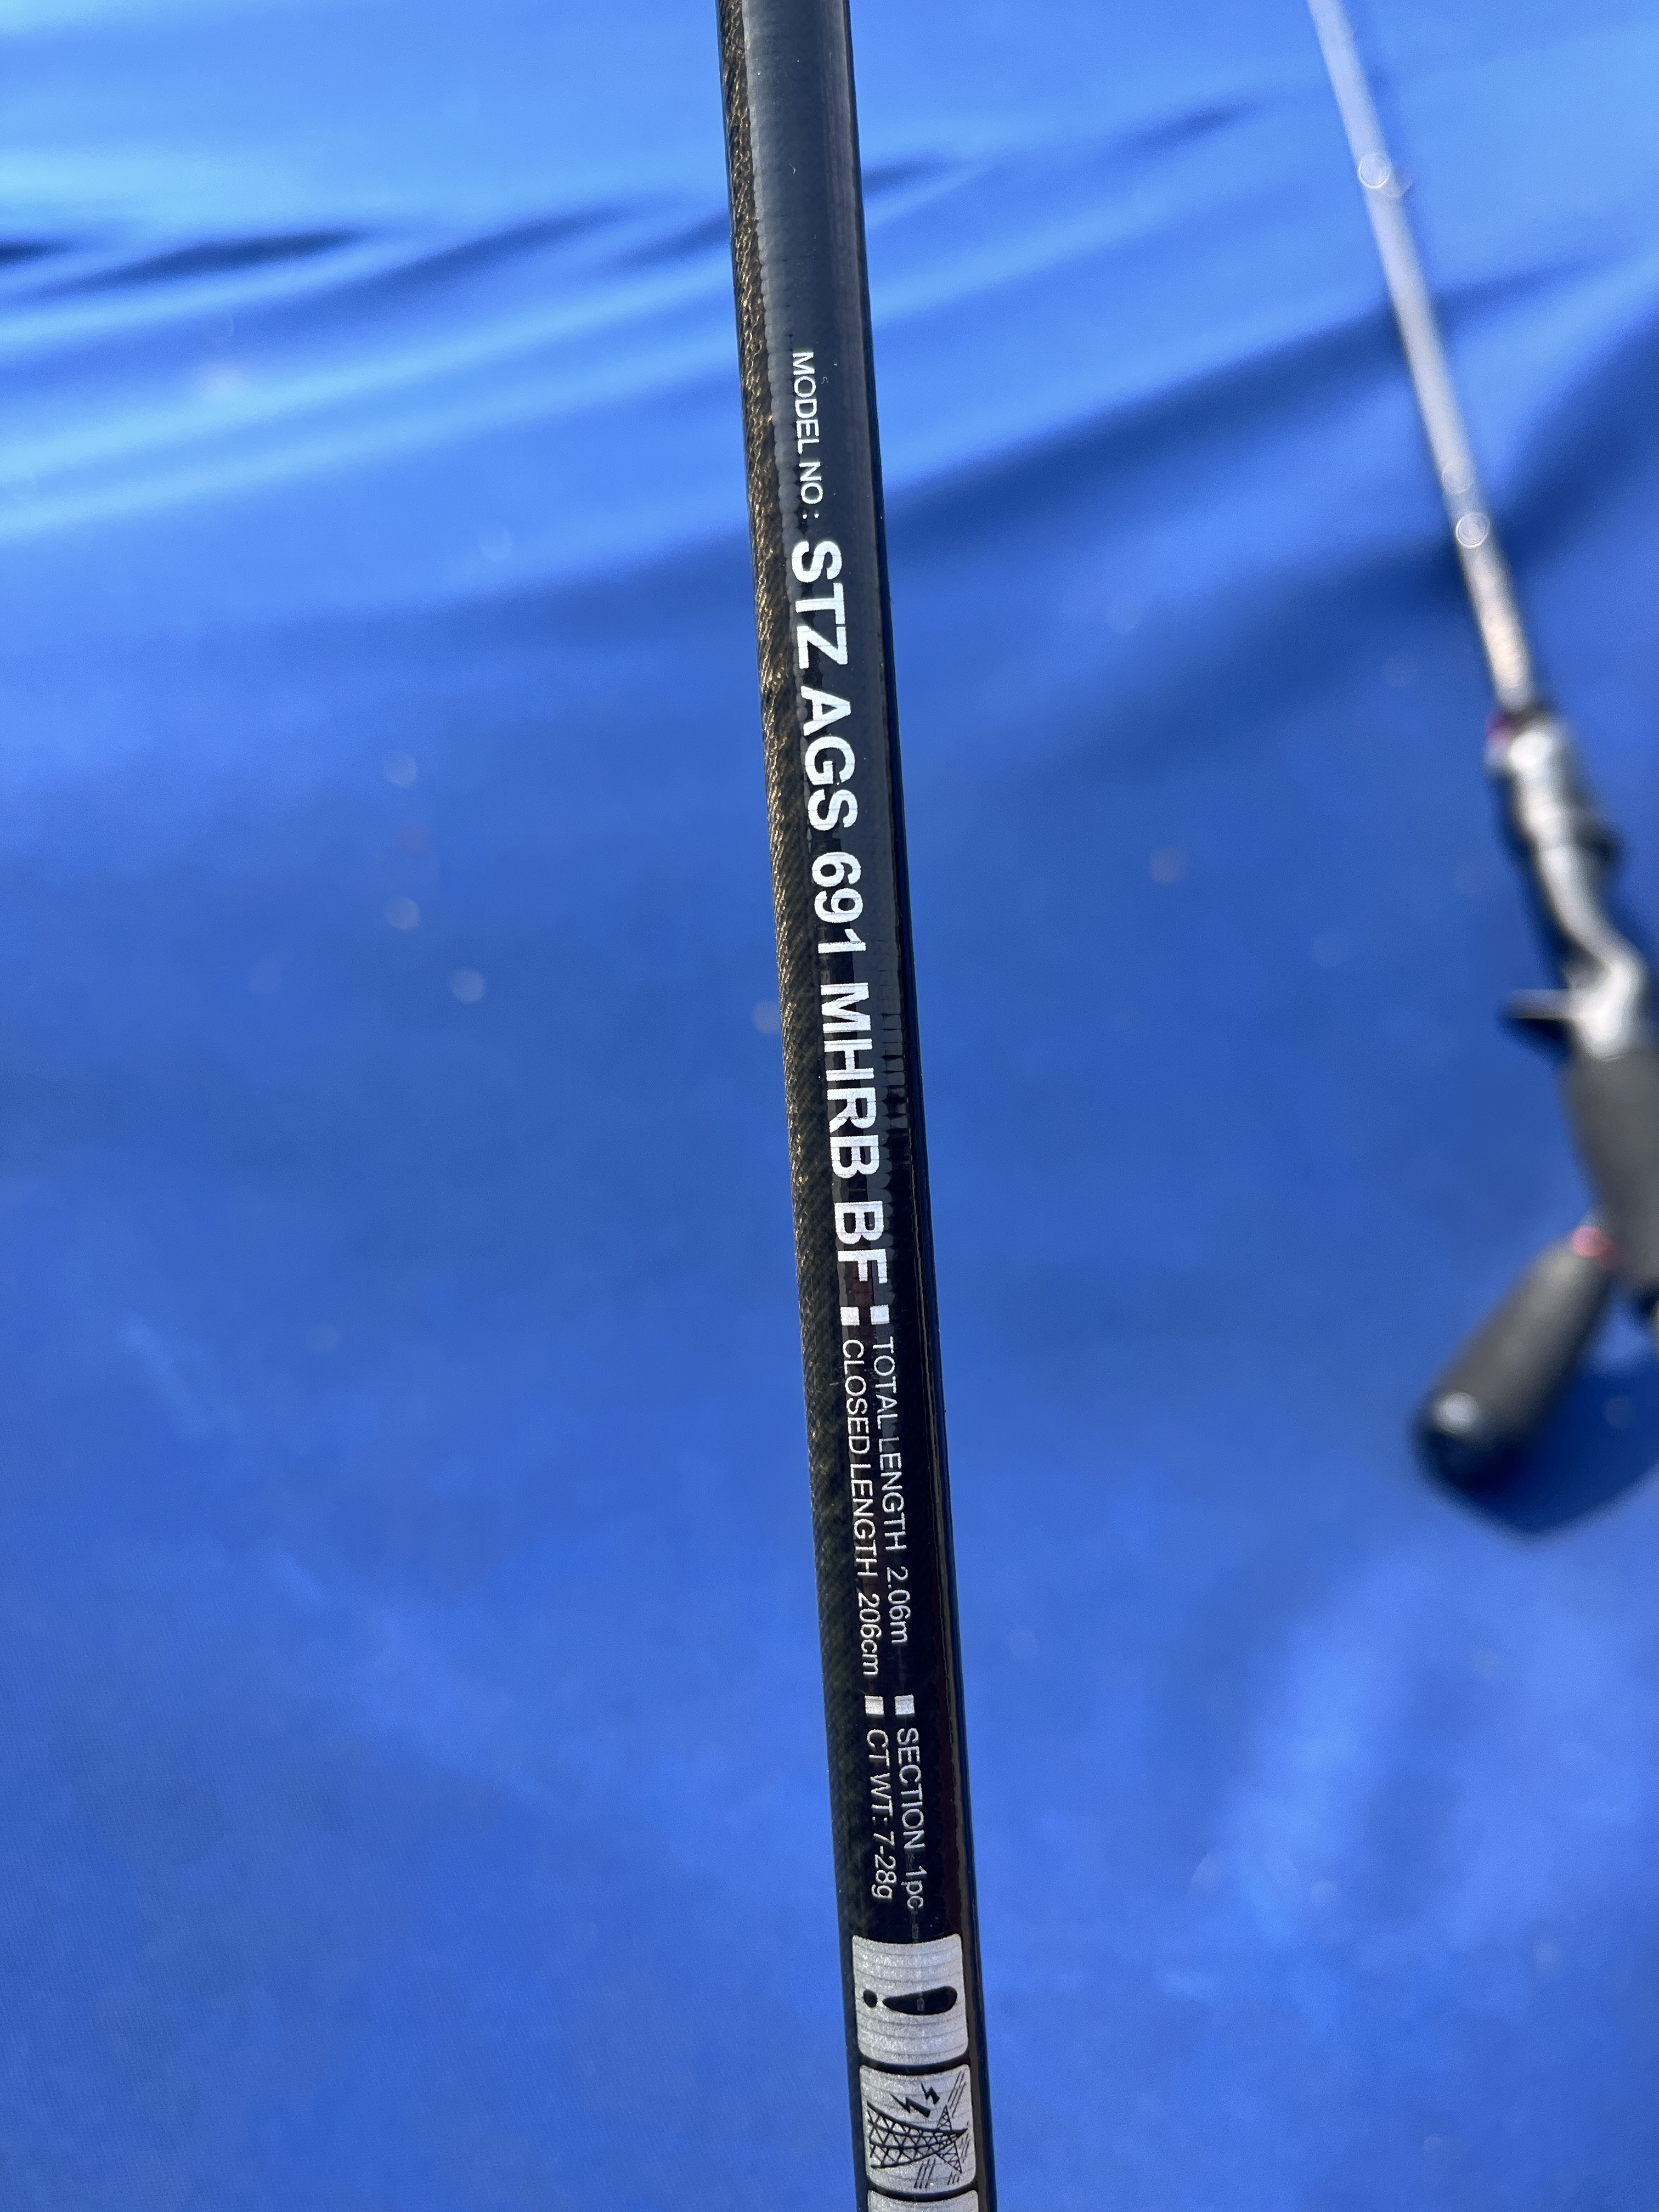 MODEL NO : STZ AGS 691 MHRB BF
TOTAL LENGTH 2.06m
CLOSED LENGTH 206cm
SECTION 1pc
CT WT: 7-28g
!